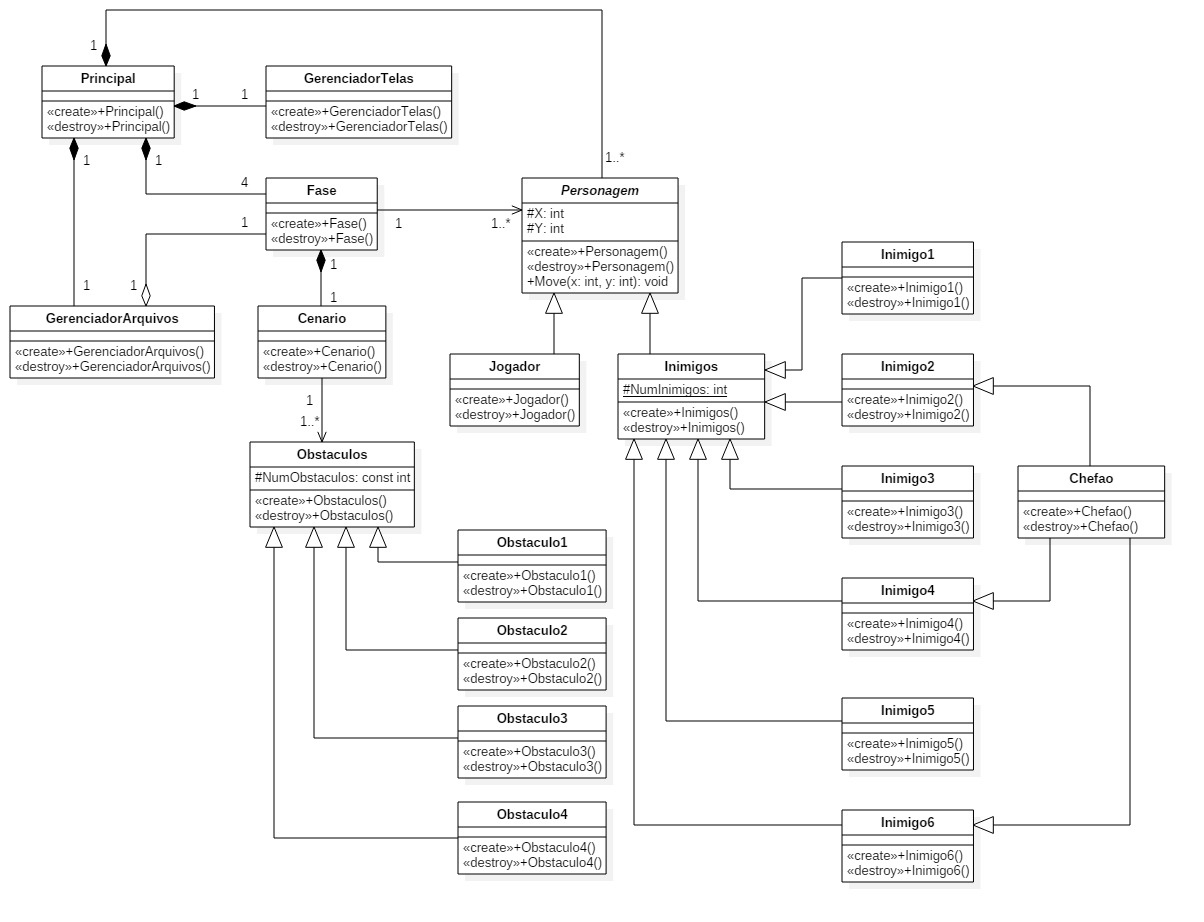 1
Principal
«create»+Principal()
«destroy»+Principal()
1
1
GerenciadorTelas
«create»+GerenciadorTelas()
«destroy»+GerenciadorTelas()
1
1
4
1
1..*
Fase
«create»+Fase()
«destroy»+Fase()
1
1..*
Personagem
#X: int
#Y: int
«create»+Personagem()
«destroy»+Personagem()
+Move(x: int, y: int): void
1
1
1
1
GerenciadorArquivos
«create»+GerenciadorArquivos()
«destroy»+GerenciadorArquivos()
Cenario
«create»+Cenario()
«destroy»+Cenario()
1
1..*
Jogador
«create»+Jogador()
«destroy»+Jogador()
Inimigos
#NumInimigos: int
«create»+Inimigos()
«destroy»+Inimigos()
Inimigo1
«create»+Inimigo1()
«destroy»+Inimigo1()
Inimigo2
«create»+Inimigo2()
«destroy»+Inimigo2()
Inimigo3
«create»+Inimigo3()
«destroy»+Inimigo3()
Chefao
«create»+Chefao()
«destroy»+Chefao()
Inimigo4
«create»+Inimigo4()
«destroy»+Inimigo4()
Inimigo5
«create»+Inimigo5()
«destroy»+Inimigo5()
Inimigo6
«create»+Inimigo6()
«destroy»+Inimigo6()
Obstaculos
#NumObstaculos: const int
«create»+Obstaculos()
«destroy»+Obstaculos()
Obstaculo1
«create»+Obstaculo1()
«destroy»+Obstaculo1()
Obstaculo2
«create»+Obstaculo2()
«destroy»+Obstaculo2()
Obstaculo3
«create»+Obstaculo3()
«destroy»+Obstaculo3()
Obstaculo4
«create»+Obstaculo4()
«destroy»+Obstaculo4()